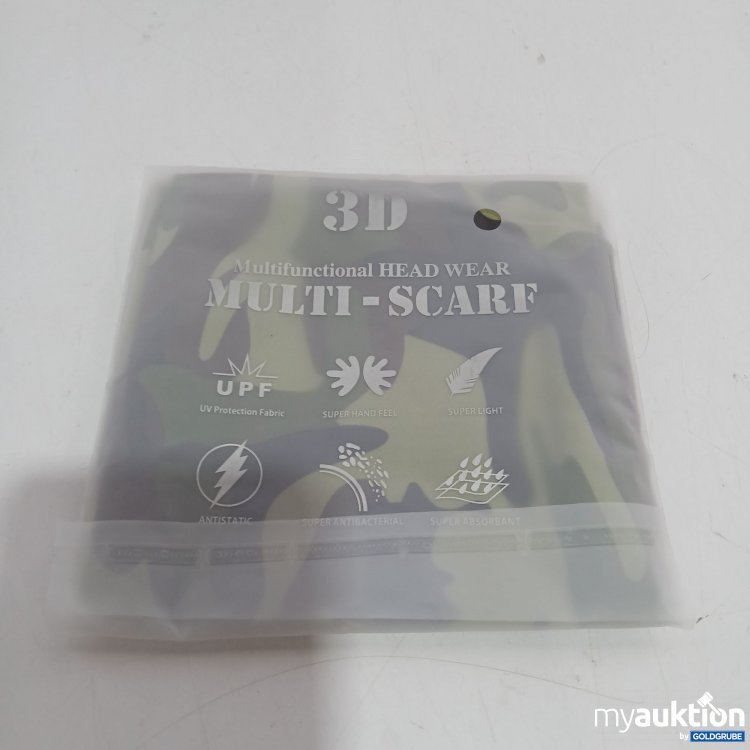 3D
Multifunctional HEAD WEAR
MULTI-SCARF
UPF
UV Protection Fabric
SUPER HAND FEEL
SUPER LIGHT
ANTISTATIC
SUPER ANTIBACTERIAL
SUPER ABSORBANT
myauktion
by GOLDGRUBE